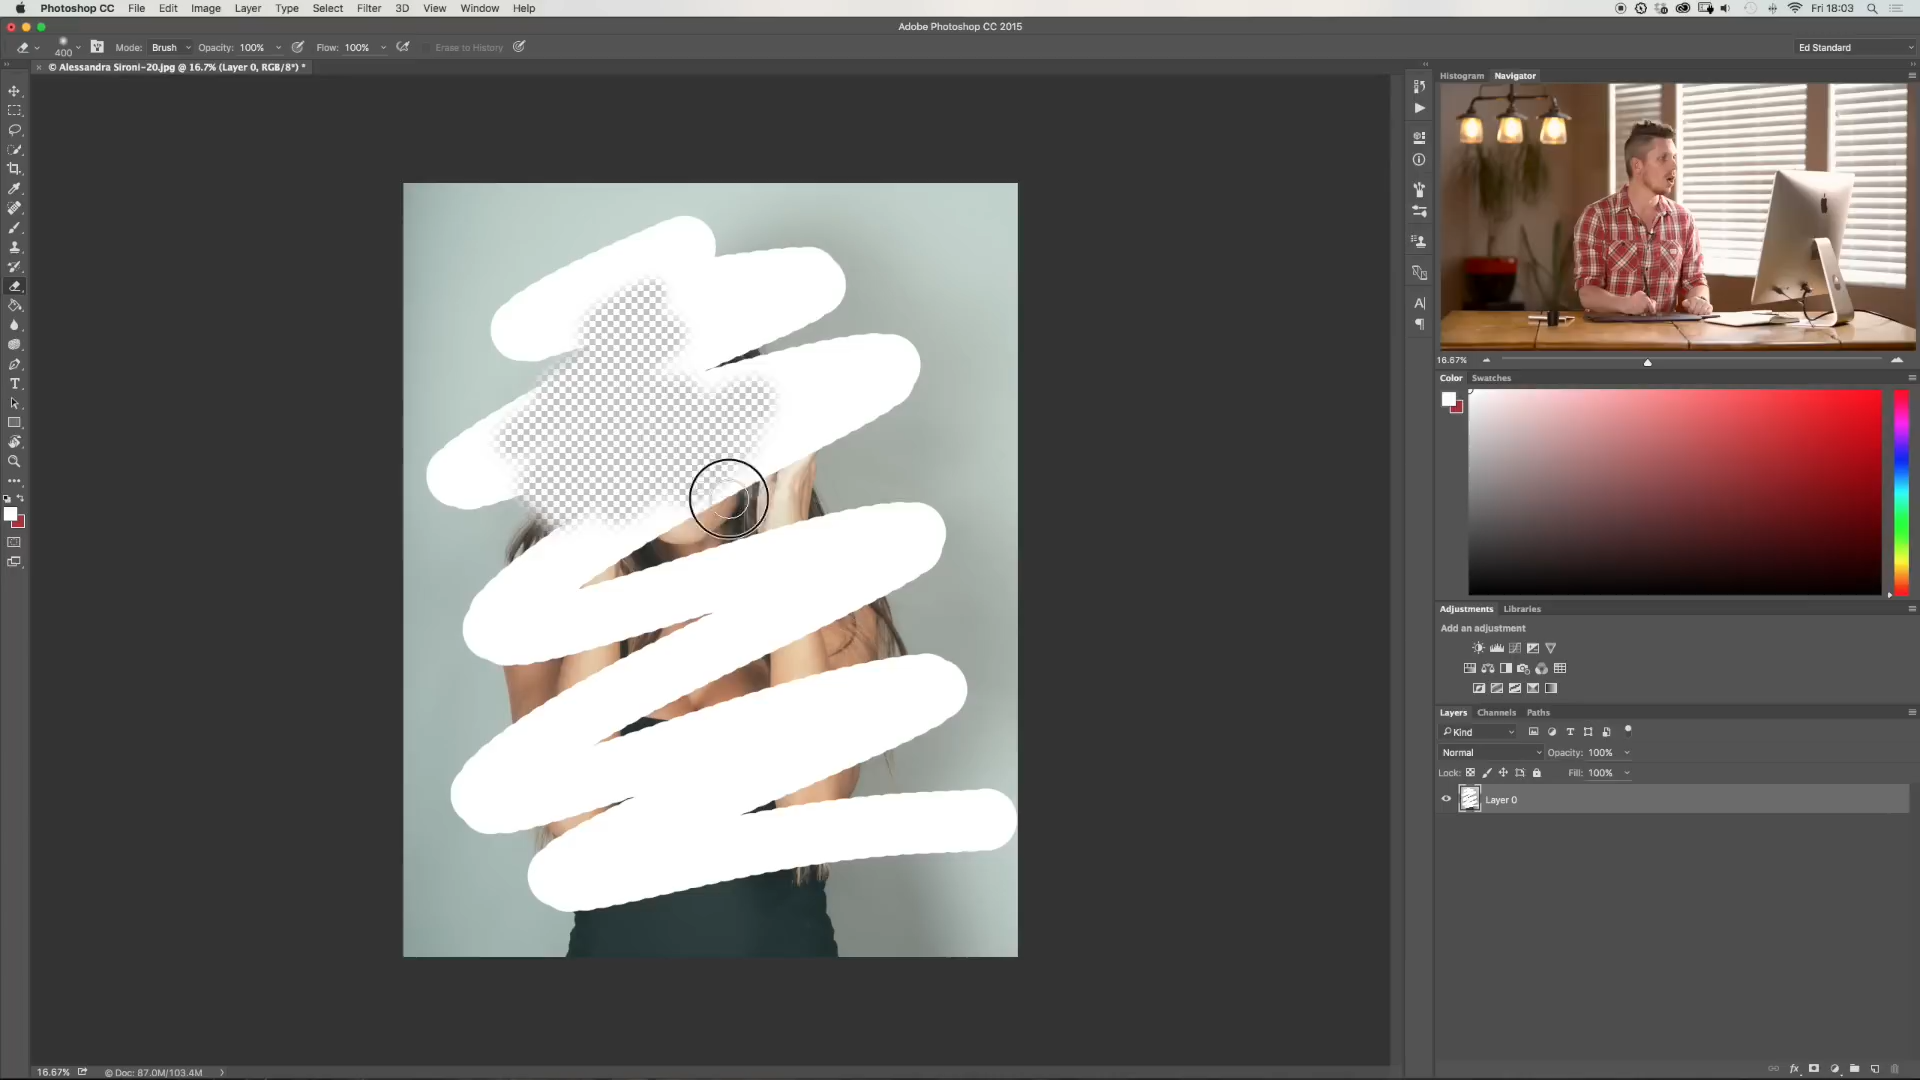 Photoshop CC File Edit Image Layer Type Select Filter 3D View Window Help Fri 18:03
Adobe Photoshop CC 2015
400 Mode: Brush Opacity: 100% Flow: 100% Erase to History Ed Standard
© Alessandra Sironi-20.jpg @ 16.7% (Layer 0, RGB/8*) *
Histogram Navigator
16.67%
Color Swatches
Adjustments Libraries
Add an adjustment
Layers Channels Paths
Kind
Normal Opacity: 100%
Lock: Fill: 100%
Layer 0
16.67% © Doc: 87.0M/103.4M